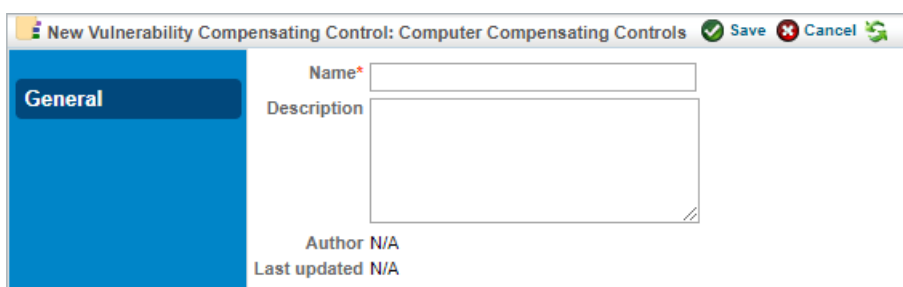 New Vulnerability Compensating Control: Computer Compensating Controls Save Cancel
General
Name*
Description
Author N/A
Last updated N/A